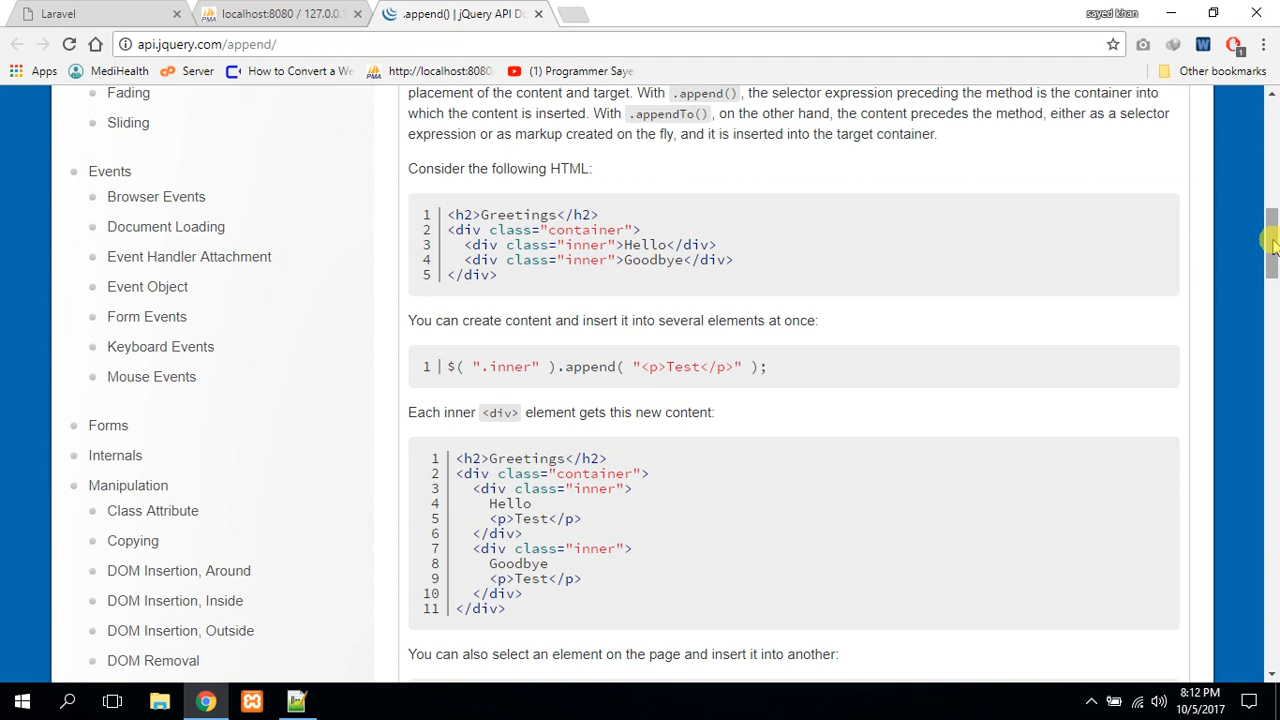 Laravel
localhost:8080 / 127.0.0.1
.append() | jQuery API Do
sayed khan
api.jquery.com/append/
1
Apps
MediHealth
Server
How to Convert a We
http://localhost:8080
(1) Programmer Saye
Other bookmarks
Fading
Sliding
Events
Browser Events
Document Loading
Event Handler Attachment
Event Object
Form Events
Keyboard Events
Mouse Events
Forms
Internals
Manipulation
Class Attribute
Copying
DOM Insertion, Around
DOM Insertion, Inside
DOM Insertion, Outside
DOM Removal
placement of the content and target. With .append(), the selector expression preceding the method is the container into
which the content is inserted. With .appendTo(), on the other hand, the content precedes the method, either as a selector
expression or as markup created on the fly, and it is inserted into the target container.
Consider the following HTML:
1 <h2>Greetings</h2>
2 <div class="container">
3 <div class="inner">Hello</div>
4 <div class="inner">Goodbye</div>
5 </div>
You can create content and insert it into several elements at once:
1 $( ".inner" ).append( "<p>Test</p>" );
Each inner <div> element gets this new content:
1 <h2>Greetings</h2>
2 <div class="container">
3 <div class="inner">
4 Hello
5 <p>Test</p>
6 </div>
7 <div class="inner">
8 Goodbye
9 <p>Test</p>
10 </div>
11 </div>
You can also select an element on the page and insert it into another:
8:12 PM
10/5/2017